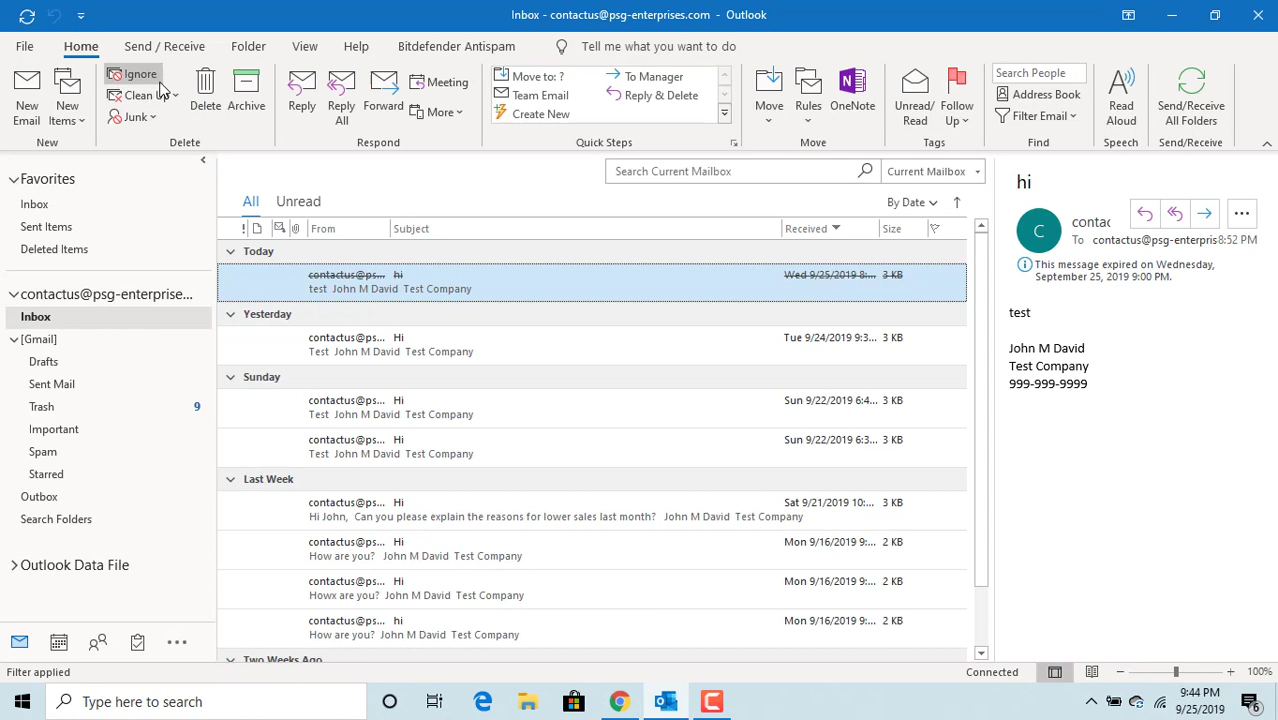 Inbox - contactus@psg-enterprises.com - Outlook
File Home Send / Receive Folder View Help Bitdefender Antispam Tell me what you want to do
New Email
New Items
Ignore
Clean
Junk
Delete
Archive
Reply
Reply All
Forward
Meeting
More
Move to: ?
Team Email
Create New
To Manager
Reply & Delete
Move
Rules
OneNote
Unread/ Read
Follow Up
Search People
Address Book
Filter Email
Read Aloud
Send/Receive All Folders
New Delete Respond Quick Steps Move Tags Find Speech Send/Receive
Favorites
Inbox
Sent Items
Deleted Items
contactus@psg-enterprise...
Inbox
[Gmail]
Drafts
Sent Mail
Trash 9
Important
Spam
Starred
Outbox
Search Folders
Outlook Data File
Search Current Mailbox Current Mailbox
All Unread By Date
! From Subject Received Size
Today
contactus@ps... hi Wed 9/25/2019 8:... 3 KB
test John M David Test Company
Yesterday
contactus@ps... Hi Tue 9/24/2019 9:3... 3 KB
Test John M David Test Company
Sunday
contactus@ps... Hi Sun 9/22/2019 6:4... 3 KB
Test John M David Test Company
contactus@ps... Hi Sun 9/22/2019 6:3... 3 KB
Test John M David Test Company
Last Week
contactus@ps... Hi Sat 9/21/2019 10:... 3 KB
Hi John, Can you please explain the reasons for lower sales last month? John M David Test Company
contactus@ps... Hi Mon 9/16/2019 9:... 2 KB
How are you? John M David Test Company
contactus@ps... Hi Mon 9/16/2019 9:... 2 KB
Howx are you? John M David Test Company
contactus@ps... hi Mon 9/16/2019 9:... 2 KB
How are you? John M David Test Company
Two Weeks Ago
hi
C
contac
To contactus@psg-enterpris 8:52 PM
This message expired on Wednesday,
September 25, 2019 9:00 PM.
test
John M David
Test Company
999-999-9999
Filter applied Connected 100%
Type here to search
9:44 PM
9/25/2019
6